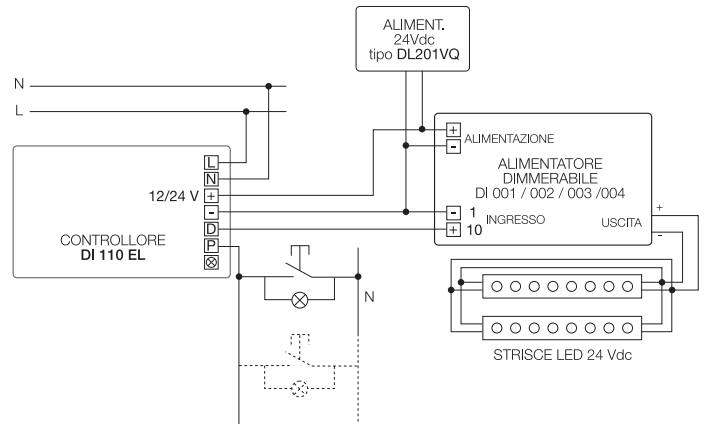 ALIMENT.
24Vdc
tipo DL201VQ
N
L
L
N
12/24 V +
-
D
P
CONTROLLORE
DI 110 EL
+
-
ALIMENTAZIONE
ALIMENTATORE
DIMMERABILE
DI 001 / 002 / 003 /004
- 1
+ 10
INGRESSO
USCITA
+
-
N
STRISCE LED 24 Vdc